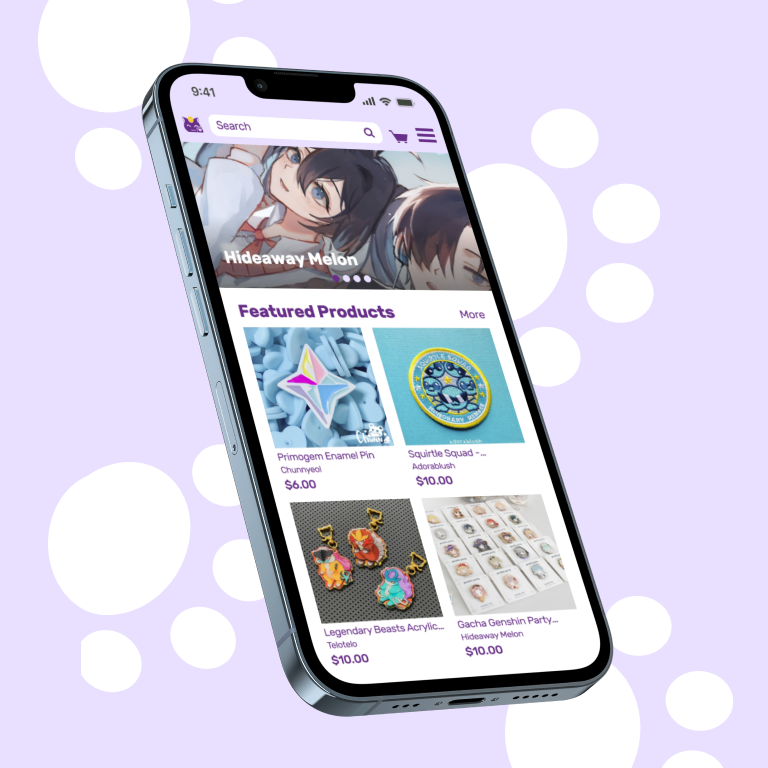 9:41
Search
Hideaway Melon
Featured Products
More
Primogem Enamel Pin
Chunnyeol
$6.00
Squirtle Squad -...
Adorablush
$10.00
Legendary Beasts Acrylic...
Telotelo
$10.00
Gacha Genshin Party...
Hideaway Melon
$10.00